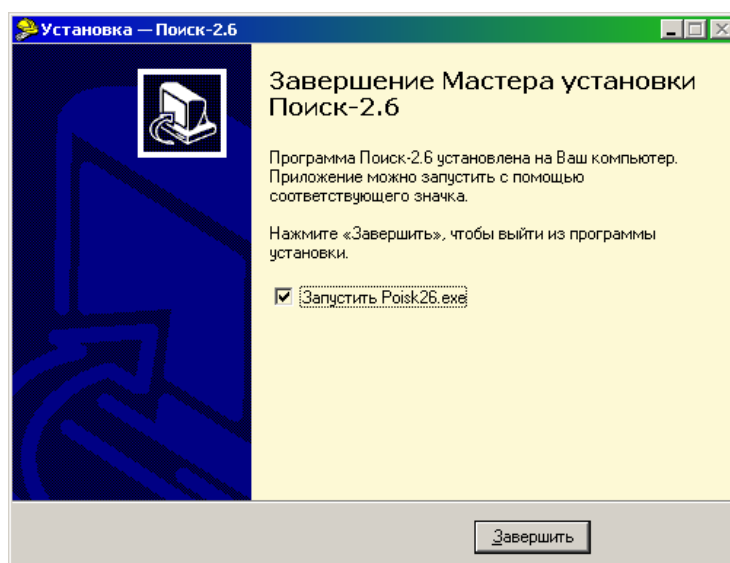 Установка — Поиск-2.6
Завершение Мастера установки
Поиск-2.6
Программа Поиск-2.6 установлена на Ваш компьютер.
Приложение можно запустить с помощью
соответствующего значка.
Нажмите «Завершить», чтобы выйти из программы
установки.
Запустить Poisk26.exe
Завершить